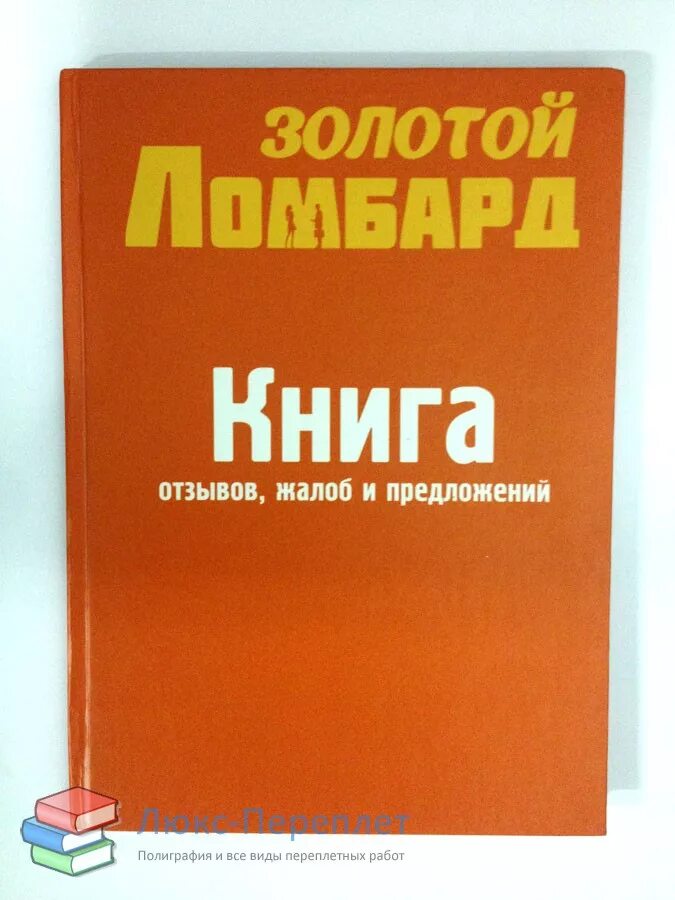 ЗОЛОТОЙ
ЛОМБАРД
Книга
отзывов, жалоб и предложений
Люкс-Переплет
Полиграфия и все виды переплетных работ